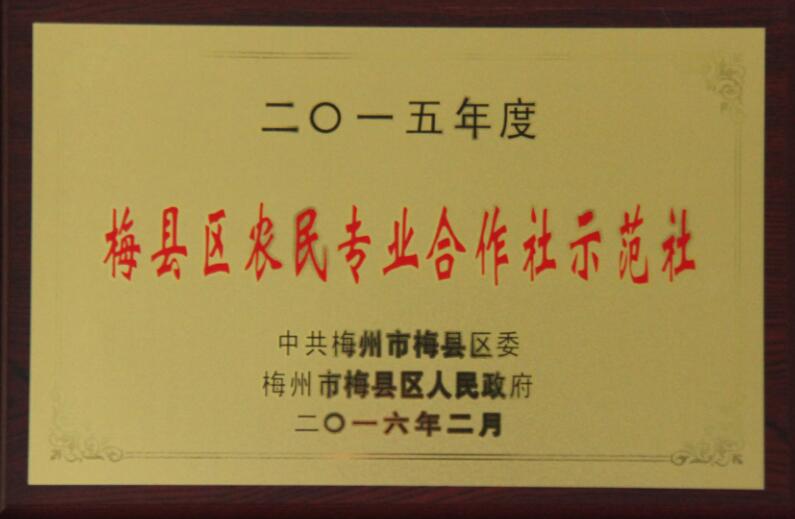 二〇一五年度
梅县区农民专业合作社示范社
中共梅州市梅县区委
梅州市梅县区人民政府
二〇一六年二月